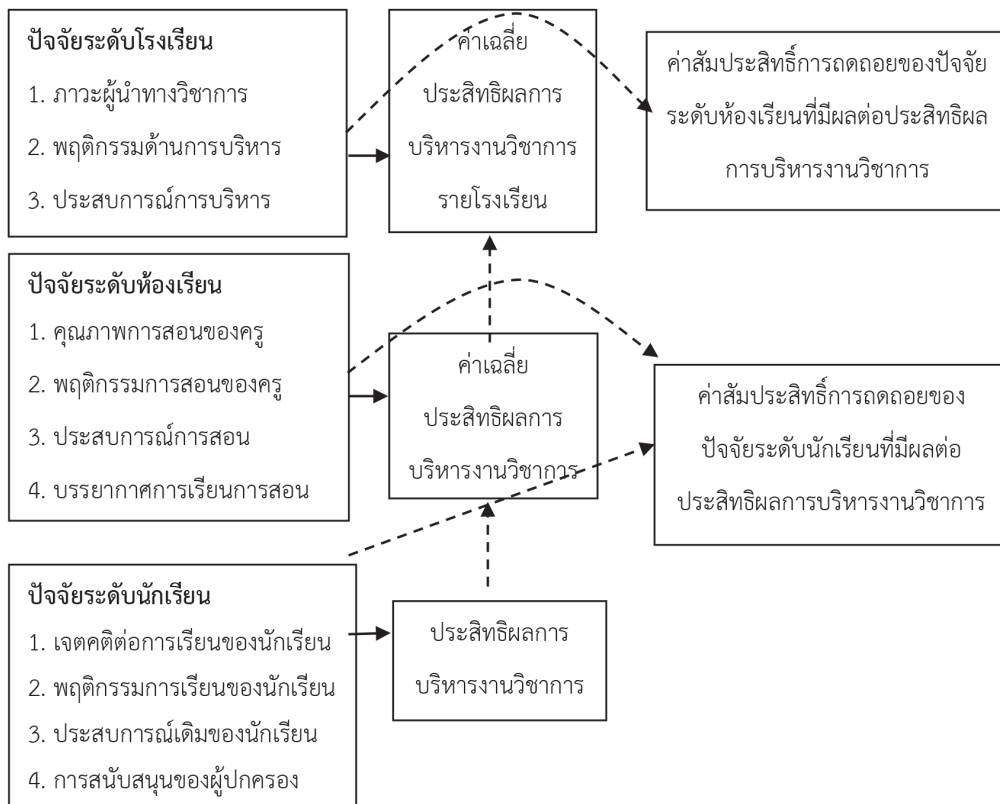 ปัจจัยระดับโรงเรียน
1. ภาวะผู้นำทางวิชาการ
2. พฤติกรรมด้านการบริหาร
3. ประสบการณ์การบริหาร
ค่าเฉลี่ย
ประสิทธิผลการ
บริหารงานวิชาการ
รายโรงเรียน
ค่าสัมประสิทธิ์การถดถอยของปัจจัย
ระดับห้องเรียนที่มีผลต่อประสิทธิผล
การบริหารงานวิชาการ
ปัจจัยระดับห้องเรียน
1. คุณภาพการสอนของครู
2. พฤติกรรมการสอนของครู
3. ประสบการณ์การสอน
4. บรรยากาศการเรียนการสอน
ค่าเฉลี่ย
ประสิทธิผลการ
บริหารงานวิชาการ
ค่าสัมประสิทธิ์การถดถอยของ
ปัจจัยระดับนักเรียนที่มีผลต่อ
ประสิทธิผลการบริหารงานวิชาการ
ปัจจัยระดับนักเรียน
1. เจตคติต่อการเรียนของนักเรียน
2. พฤติกรรมการเรียนของนักเรียน
3. ประสบการณ์เดิมของนักเรียน
4. การสนับสนุนของผู้ปกครอง
ประสิทธิผลการ
บริหารงานวิชาการ